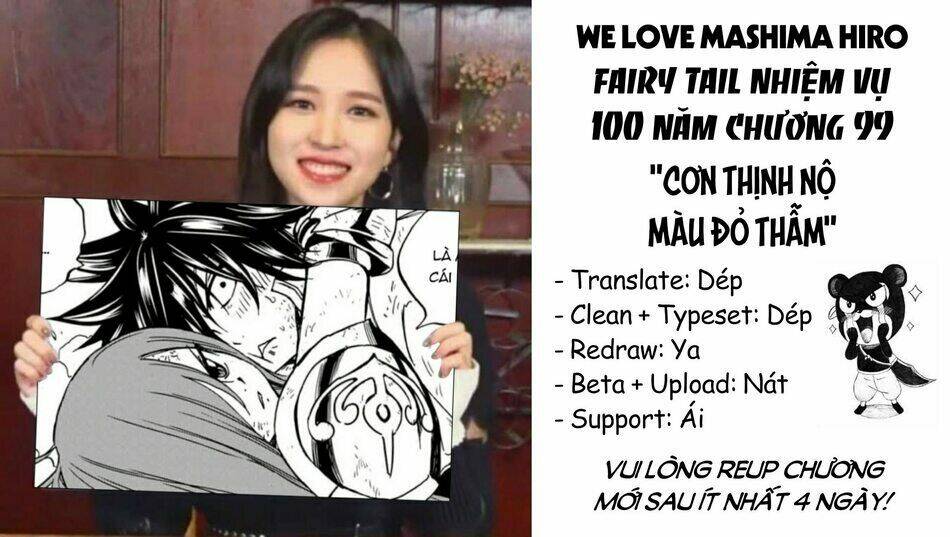 WE LOVE MASHIMA HIRO
FAIRY TAIL NHIỆM VỤ
100 NĂM CHƯƠNG 99
"CƠN THỊNH NỘ
MÀU ĐỎ THẪM"
- Translate: Dép
- Clean + Typeset: Dép
- Redraw: Ya
- Beta + Upload: Nát
- Support: Ái
VUI LÒNG REUP CHƯƠNG
MỚI SAU ÍT NHẤT 4 NGÀY!
LÀ
CÁI